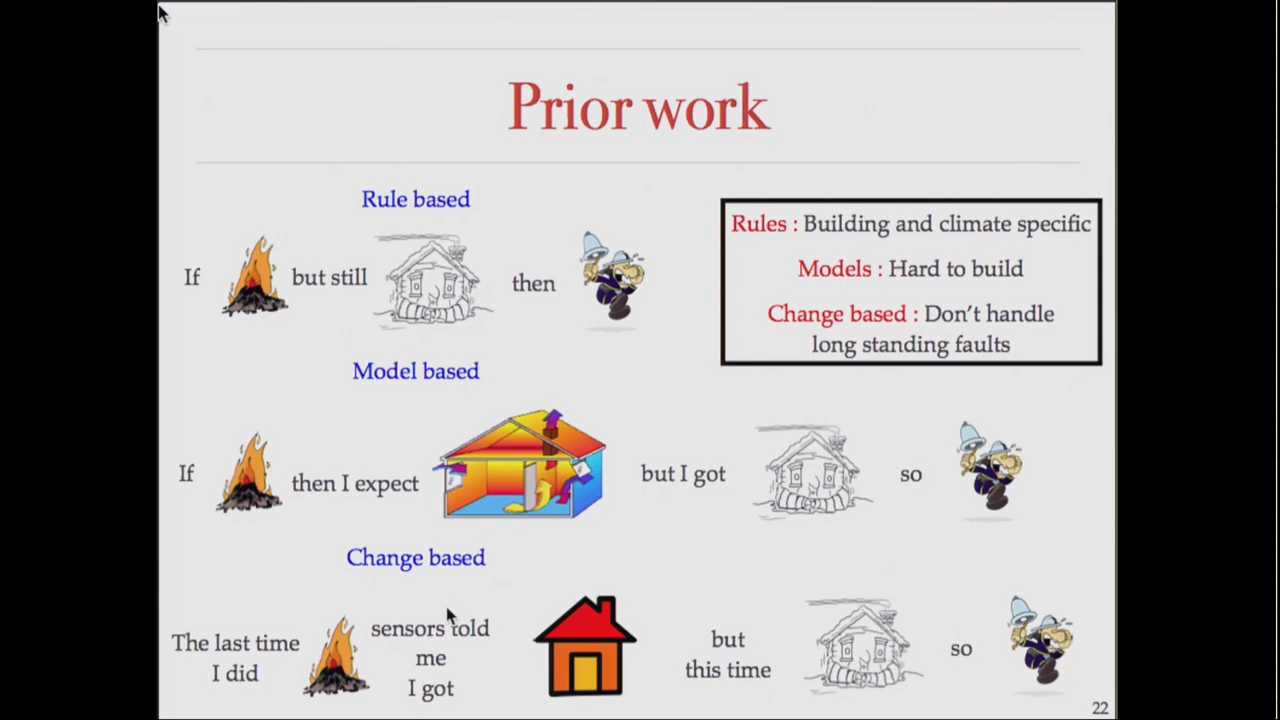 Prior work
Rule based
If but still then
Rules : Building and climate specific
Models : Hard to build
Change based : Don't handle
long standing faults
Model based
If then I expect but I got so
Change based
The last time
I did
sensors told
me
I got
but
this time
so
22